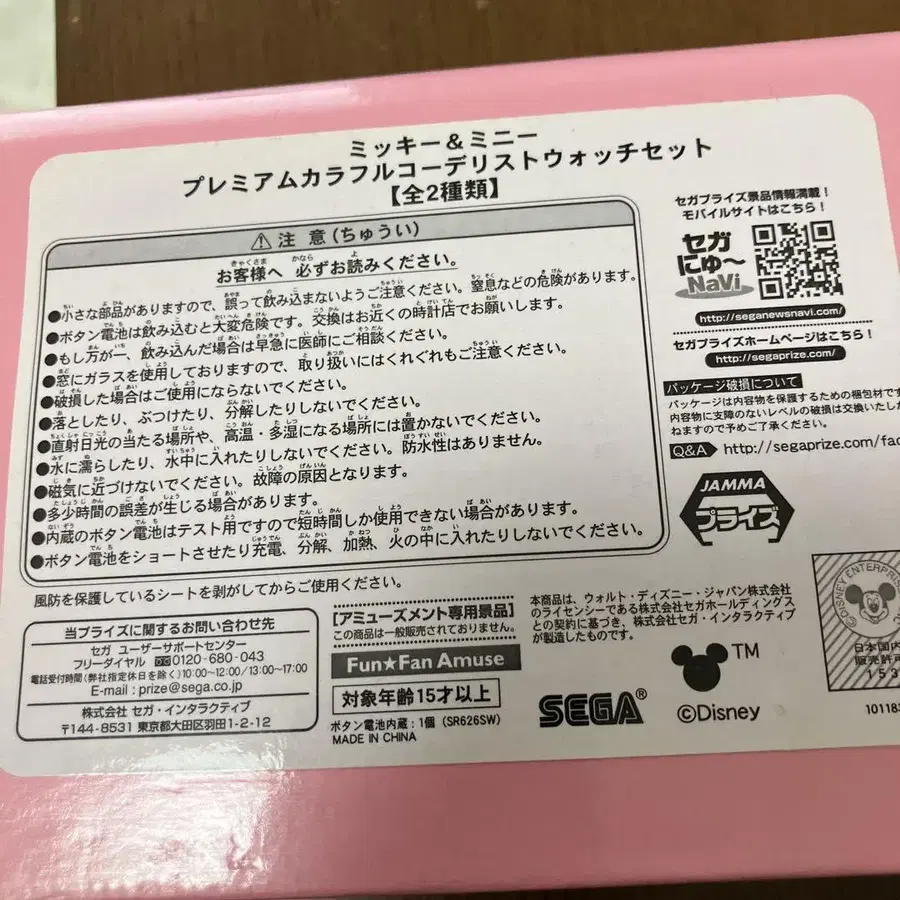 ミッキー&ミニー
プレミアムカラフルコーデリストウォッチセット
【全2種類】
⚠注意(ちゅうい)
お客様へ 必ずお読みください。
●小さな部品がありますので、誤って飲み込まないようご注意ください。窒息などの危険があります。
●ボタン電池は飲み込むと大変危険です。交換はお近くの時計店でお願いします。
●もし万が一、飲み込んだ場合は早急に医師にご相談ください。
●窓にガラスを使用しておりますので、取り扱いにはくれぐれもご注意ください。
●破損した場合はご使用にならないでください。
●落としたり、ぶつけたり、分解したりしないでください。
●直射日光の当たる場所や、高温・多湿になる場所には置かないでください。
●水に濡らしたり、水中に入れたりしないでください。防水性はありません。
●磁気に近づけないでください。故障の原因となります。
●多少時間の誤差が生じる場合があります。
●内蔵のボタン電池はテスト用ですので短時間しか使用できない場合があります。
●ボタン電池をショートさせたり充電、分解、加熱、火の中に入れたりしないでください。
風防を保護しているシートを剥がしてからご使用ください。
当プライズに関するお問い合わせ先
セガ ユーザーサポートセンター
フリーダイヤル 0120-680-043
電話受付時間(弊社指定休日を除く)10:00~12:00/13:00~17:00
E-mail : prize@sega.co.jp
株式会社 セガ・インタラクティブ
〒144-8531 東京都大田区羽田1-2-12
【アミューズメント専用景品】
この商品は一般販売されておりません。
Fun★Fan Amuse
対象年齢15才以上
ボタン電池内蔵:1個 (SR626SW)
MADE IN CHINA
セガプライズ景品情報満載!
モバイルサイトはこちら!
セガ
にゅ~
NaVi
http://seganewsnavi.com/
セガプライズホームページはこちら!
http://segaprize.com/
パッケージ破損について
パッケージは内容物を保護するための梱包材です
内容物に支障のないレベルの破損は交換いたしか
ねますので予めご了承ください。
Q&A http://segaprize.com/faq
JAMMA
プライズ
本商品は、ウォルト・ディズニー・ジャパン株式会社
のライセンシーである株式会社セガホールディングス
との契約に基づき、株式会社セガ・インタラクティブ
が製造したものです。
SEGA®
TM
©Disney
©DISNEY ENTERPRIS
日本国内
販売許諾
153
101183